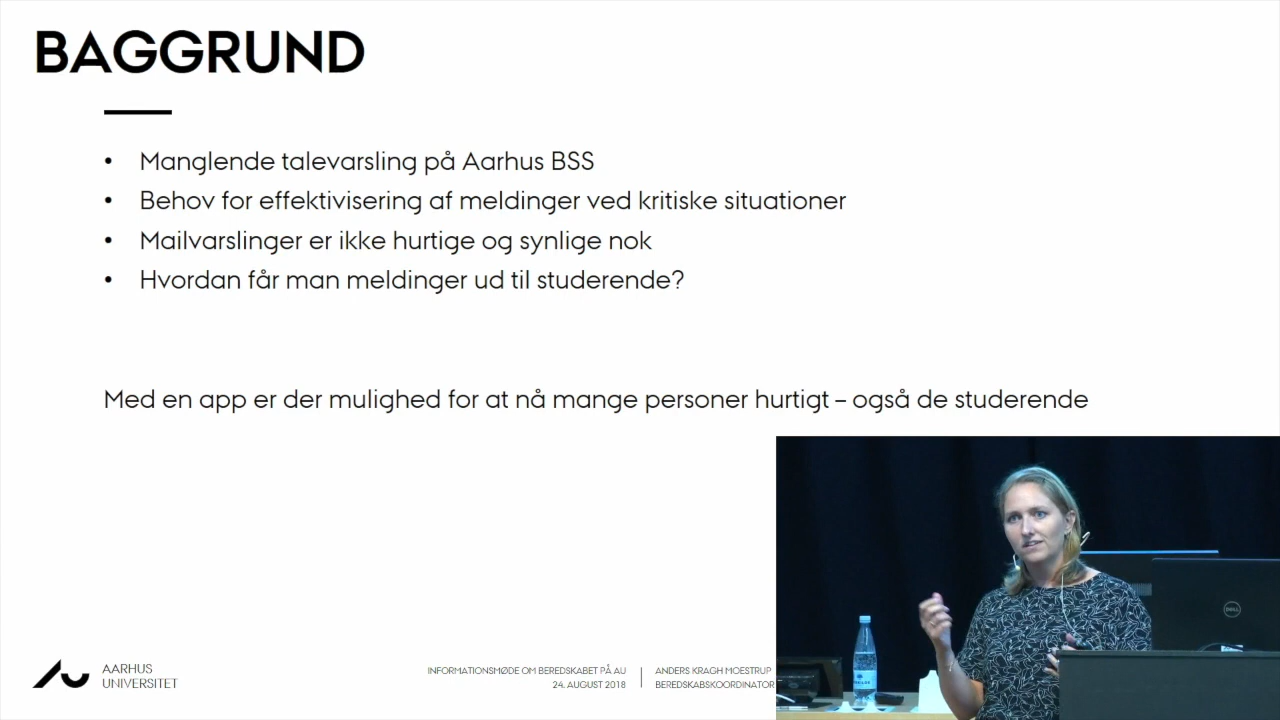 BAGGRUND
• Manglende talevarsling på Aarhus BSS
• Behov for effektivisering af meldinger ved kritiske situationer
• Mailvarslinger er ikke hurtige og synlige nok
• Hvordan får man meldinger ud til studerende?
Med en app er der mulighed for at nå mange personer hurtigt – også de studerende
AARHUS
UNIVERSITET
INFORMATIONSMØDE OM BEREDSKABET PÅ AU
24. AUGUST 2018
ANDERS KRAGH MOESTRUP
BEREDSKABSKOORDINATOR
DELL